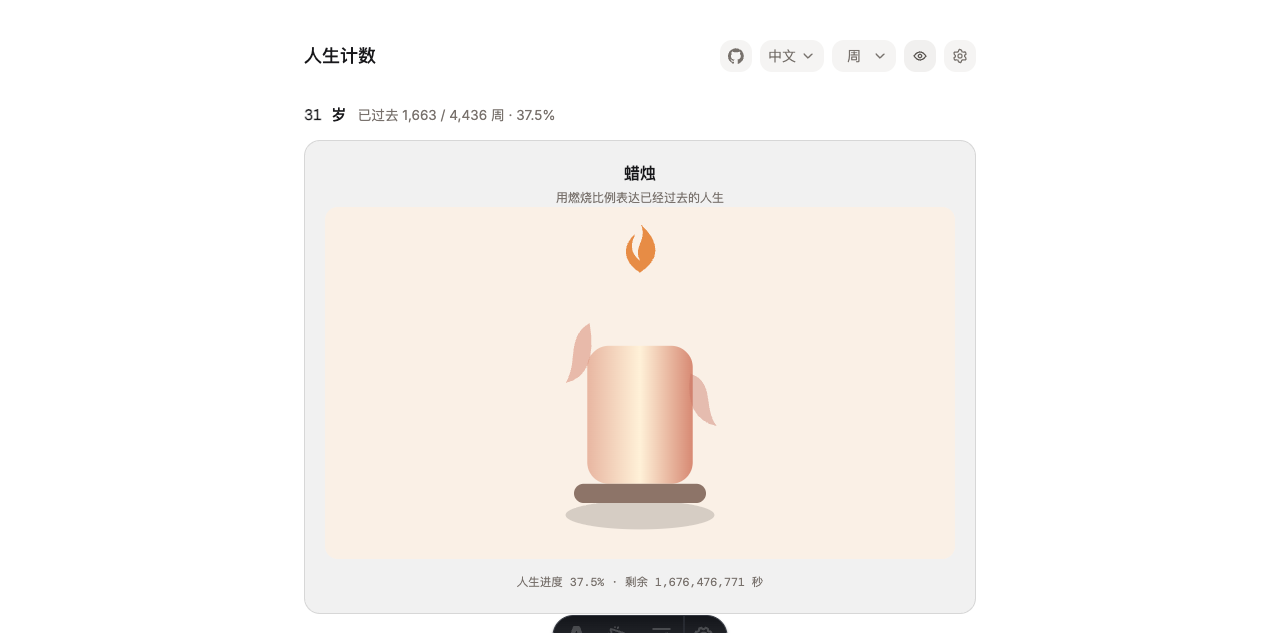 人生计数
中文
周
31 岁 已过去 1,663 / 4,436 周 · 37.5%
蜡烛
用燃烧比例表达已经过去的人生
人生进度 37.5% · 剩余 1,676,476,771 秒